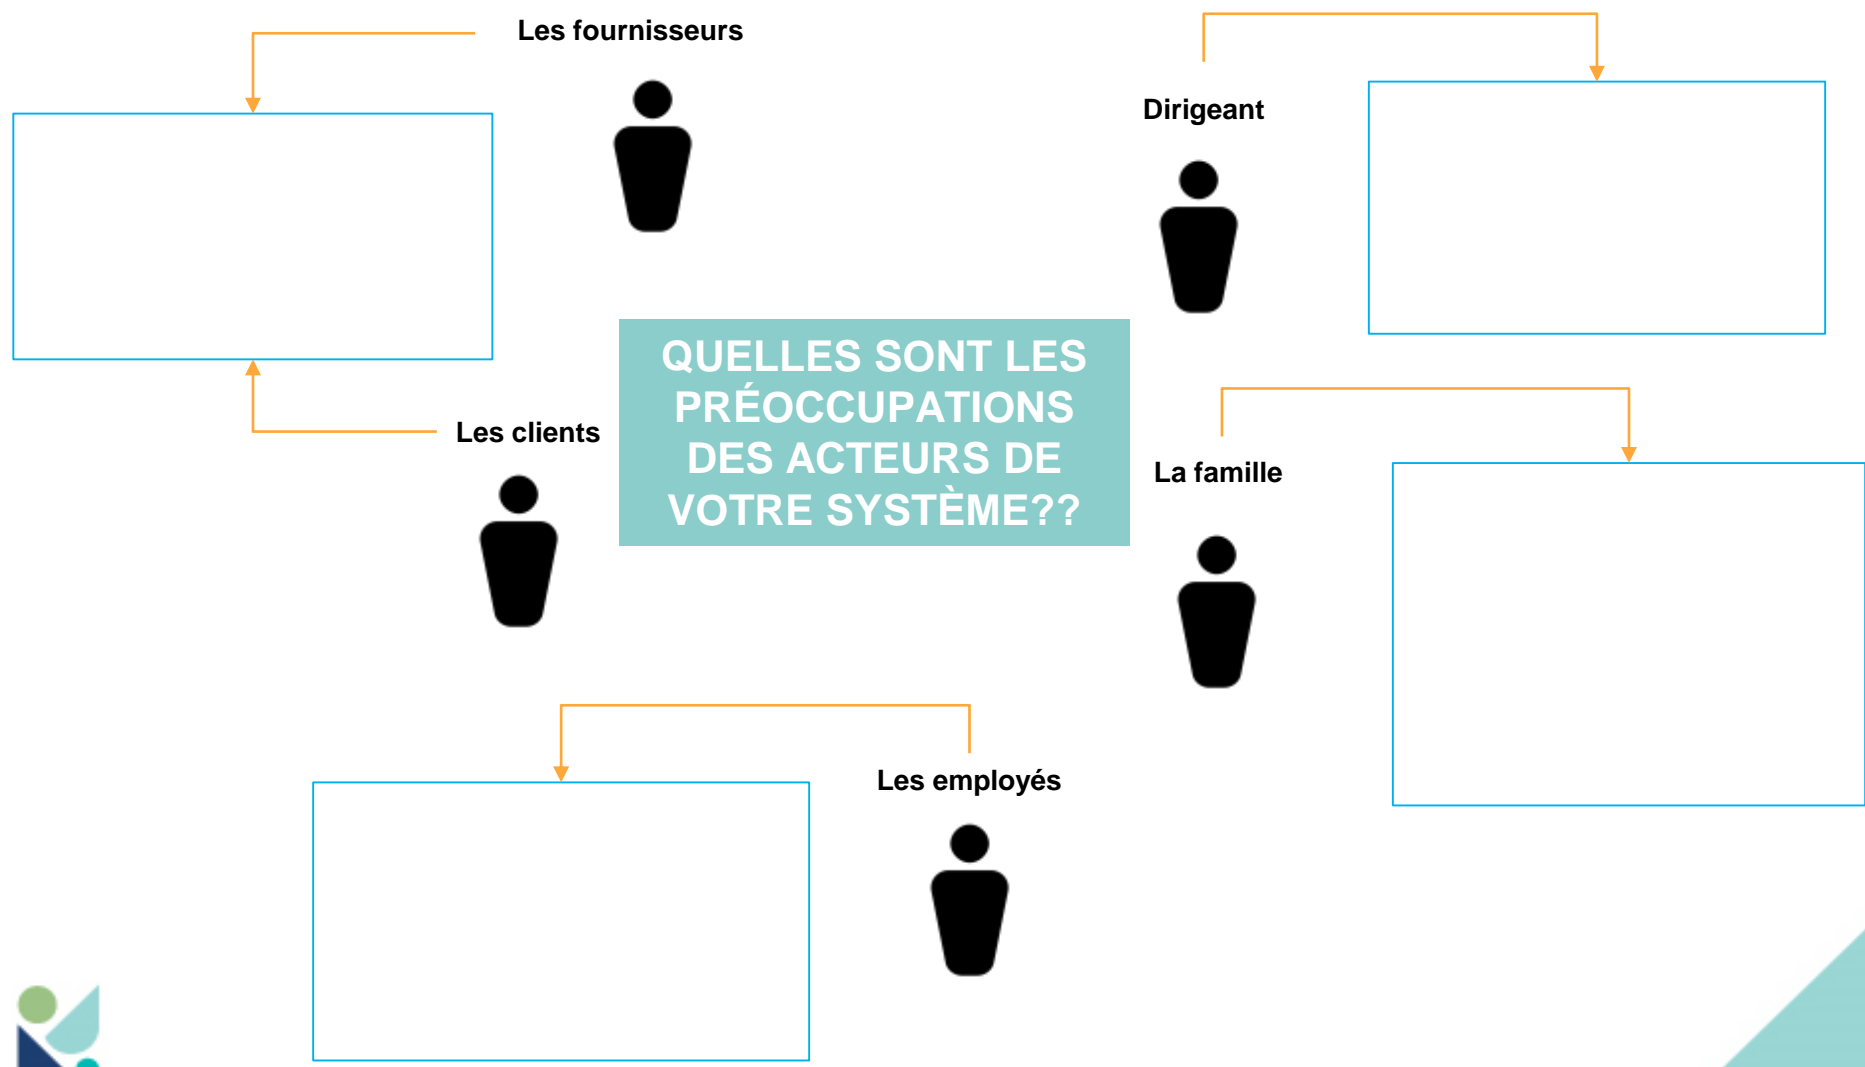 Les fournisseurs
Dirigeant
QUELLES SONT LES
PRÉOCCUPATIONS
DES ACTEURS DE
VOTRE SYSTÈME??
Les clients
La famille
Les employés